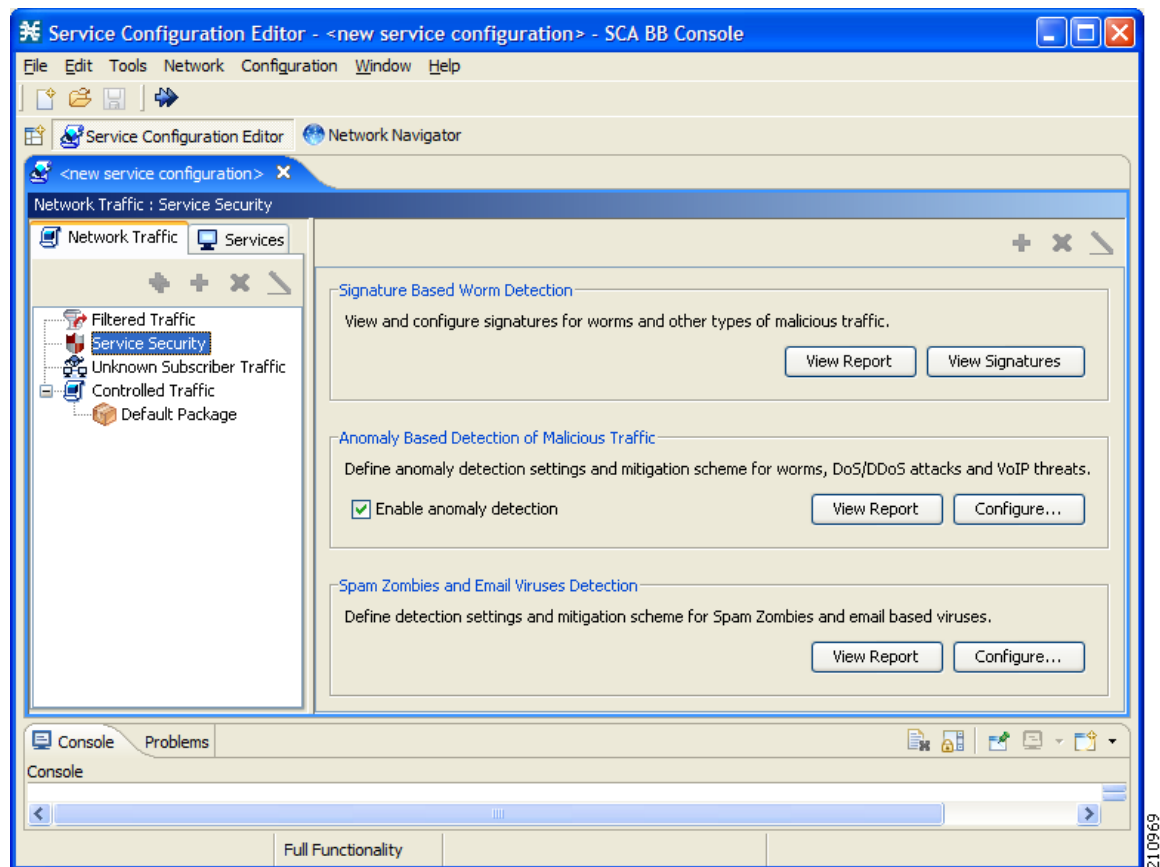 Service Configuration Editor - <new service configuration> - SCA BB Console
File Edit Tools Network Configuration Window Help
Service Configuration Editor Network Navigator
<new service configuration>
Network Traffic : Service Security
Network Traffic Services
Filtered Traffic
Service Security
Unknown Subscriber Traffic
Controlled Traffic
Default Package
Signature Based Worm Detection
View and configure signatures for worms and other types of malicious traffic.
View Report View Signatures
Anomaly Based Detection of Malicious Traffic
Define anomaly detection settings and mitigation scheme for worms, DoS/DDoS attacks and VoIP threats.
Enable anomaly detection View Report Configure...
Spam Zombies and Email Viruses Detection
Define detection settings and mitigation scheme for Spam Zombies and email based viruses.
View Report Configure...
Console Problems
Console
Full Functionality
210969